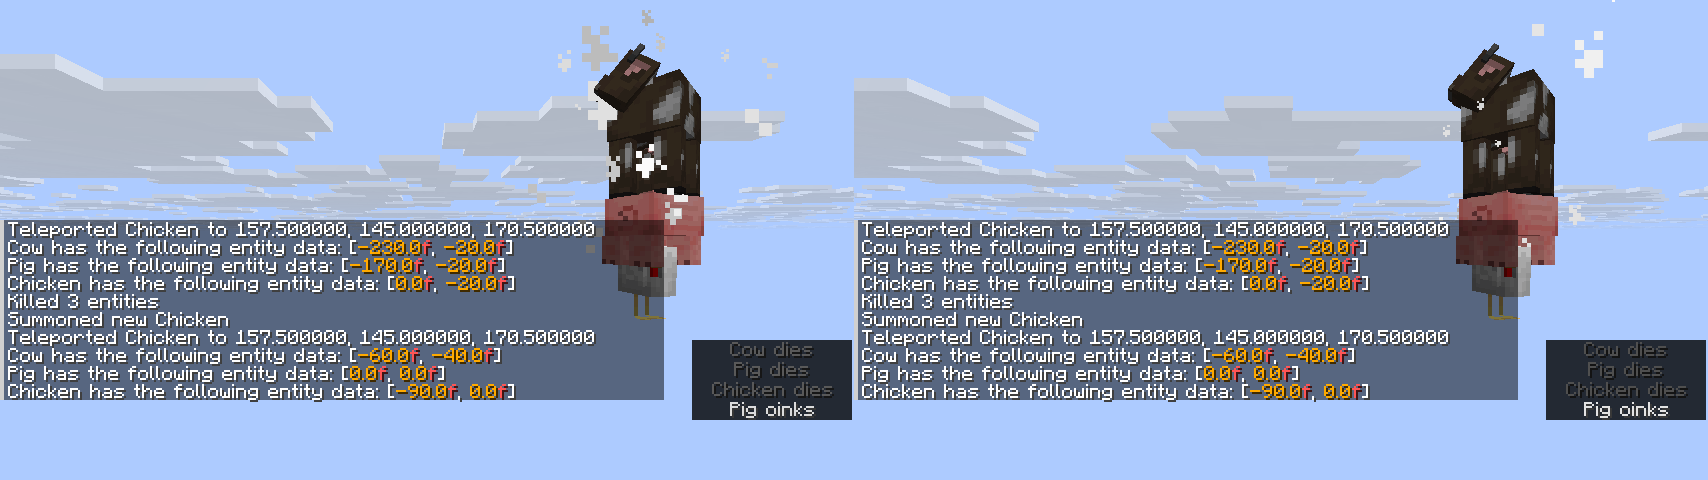 Teleported Chicken to 157.500000, 145.000000, 170.500000
Cow has the following entity data: [-230.0f, -20.0f]
Pig has the following entity data: [-170.0f, -20.0f]
Chicken has the following entity data: [0.0f, -20.0f]
Killed 3 entities
Summoned new Chicken
Teleported Chicken to 157.500000, 145.000000, 170.500000
Cow has the following entity data: [-60.0f, -40.0f]
Pig has the following entity data: [0.0f, 0.0f]
Chicken has the following entity data: [-90.0f, 0.0f]
Cow dies
Pig dies
Chicken dies
Pig oinks
Teleported Chicken to 157.500000, 145.000000, 170.500000
Cow has the following entity data: [-230.0f, -20.0f]
Pig has the following entity data: [-170.0f, -20.0f]
Chicken has the following entity data: [0.0f, -20.0f]
Killed 3 entities
Summoned new Chicken
Teleported Chicken to 157.500000, 145.000000, 170.500000
Cow has the following entity data: [-60.0f, -40.0f]
Pig has the following entity data: [0.0f, 0.0f]
Chicken has the following entity data: [-90.0f, 0.0f]
Cow dies
Pig dies
Chicken dies
Pig oinks